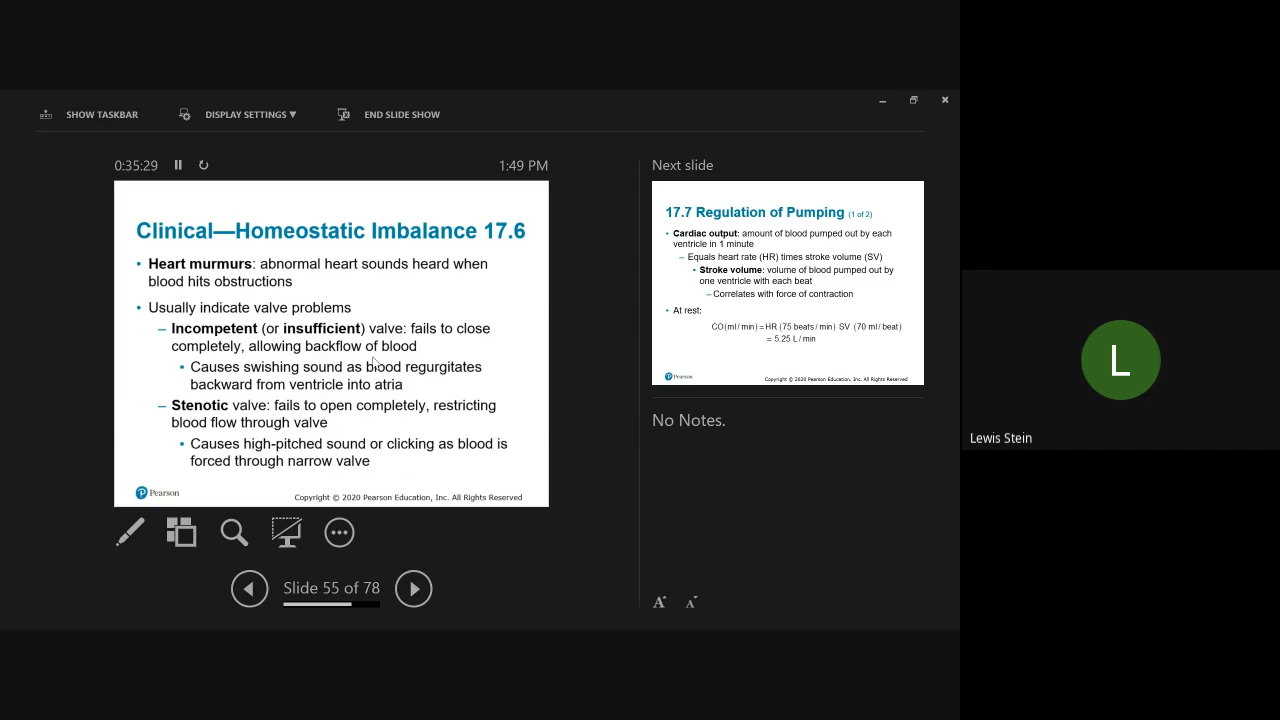 SHOW TASKBAR
DISPLAY SETTINGS ▼
END SLIDE SHOW
0:35:29
1:49 PM
Clinical—Homeostatic Imbalance 17.6
• Heart murmurs: abnormal heart sounds heard when
blood hits obstructions
• Usually indicate valve problems
– Incompetent (or insufficient) valve: fails to close
completely, allowing backflow of blood
• Causes swishing sound as blood regurgitates
backward from ventricle into atria
– Stenotic valve: fails to open completely, restricting
blood flow through valve
• Causes high-pitched sound or clicking as blood is
forced through narrow valve
P Pearson
Copyright © 2020 Pearson Education, Inc. All Rights Reserved
Slide 55 of 78
Next slide
17.7 Regulation of Pumping (1 of 2)
• Cardiac output: amount of blood pumped out by each
ventricle in 1 minute
– Equals heart rate (HR) times stroke volume (SV)
• Stroke volume: volume of blood pumped out by
one ventricle with each beat
– Correlates with force of contraction
• At rest:
CO (ml / min) = HR (75 beats / min) SV (70 ml / beat)
= 5.25 L / min
P Pearson
Copyright © 2020 Pearson Education, Inc. All Rights Reserved
No Notes.
A A
L
Lewis Stein